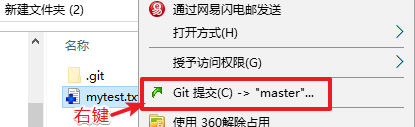 新建文件夹 (2)
名称
.git
mytest.tx
右键
通过网易闪电邮发送
打开方式(H)
授予访问权限(G)
Git 提交(C) -> "master"...
使用 360解除占用